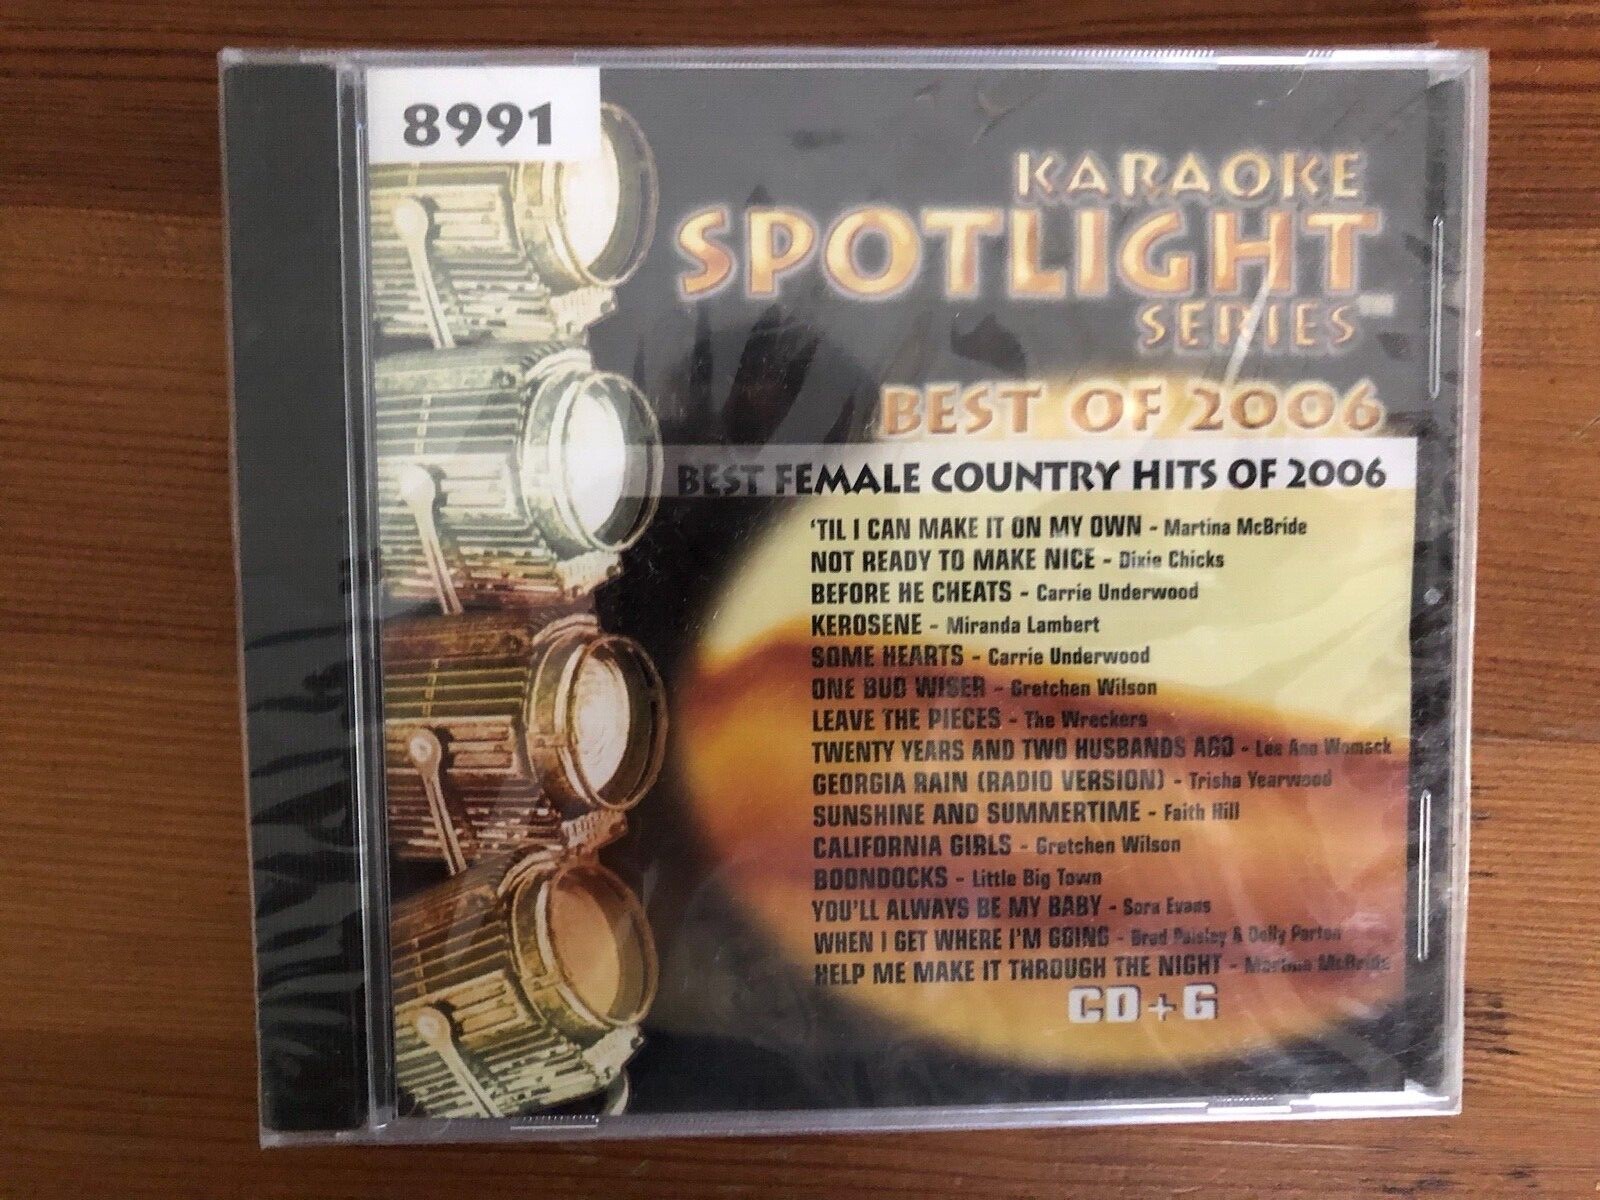 8991
KARAOKE
SPOTLIGHT
SERIES™
BEST OF 2006
BEST FEMALE COUNTRY HITS OF 2006
'TIL I CAN MAKE IT ON MY OWN - Martina McBride
NOT READY TO MAKE NICE - Dixie Chicks
BEFORE HE CHEATS - Carrie Underwood
KEROSENE - Miranda Lambert
SOME HEARTS - Carrie Underwood
ONE BUD WISER - Gretchen Wilson
LEAVE THE PIECES - The Wreckers
TWENTY YEARS AND TWO HUSBANDS AGO - Lee Ann Womack
GEORGIA RAIN (RADIO VERSION) - Trisha Yearwood
SUNSHINE AND SUMMERTIME - Faith Hill
CALIFORNIA GIRLS - Gretchen Wilson
BOONDOCKS - Little Big Town
YOU'LL ALWAYS BE MY BABY - Sara Evans
WHEN I GET WHERE I'M GOING - Brad Paisley & Dolly Parton
HELP ME MAKE IT THROUGH THE NIGHT - Martina McBride
CD+G